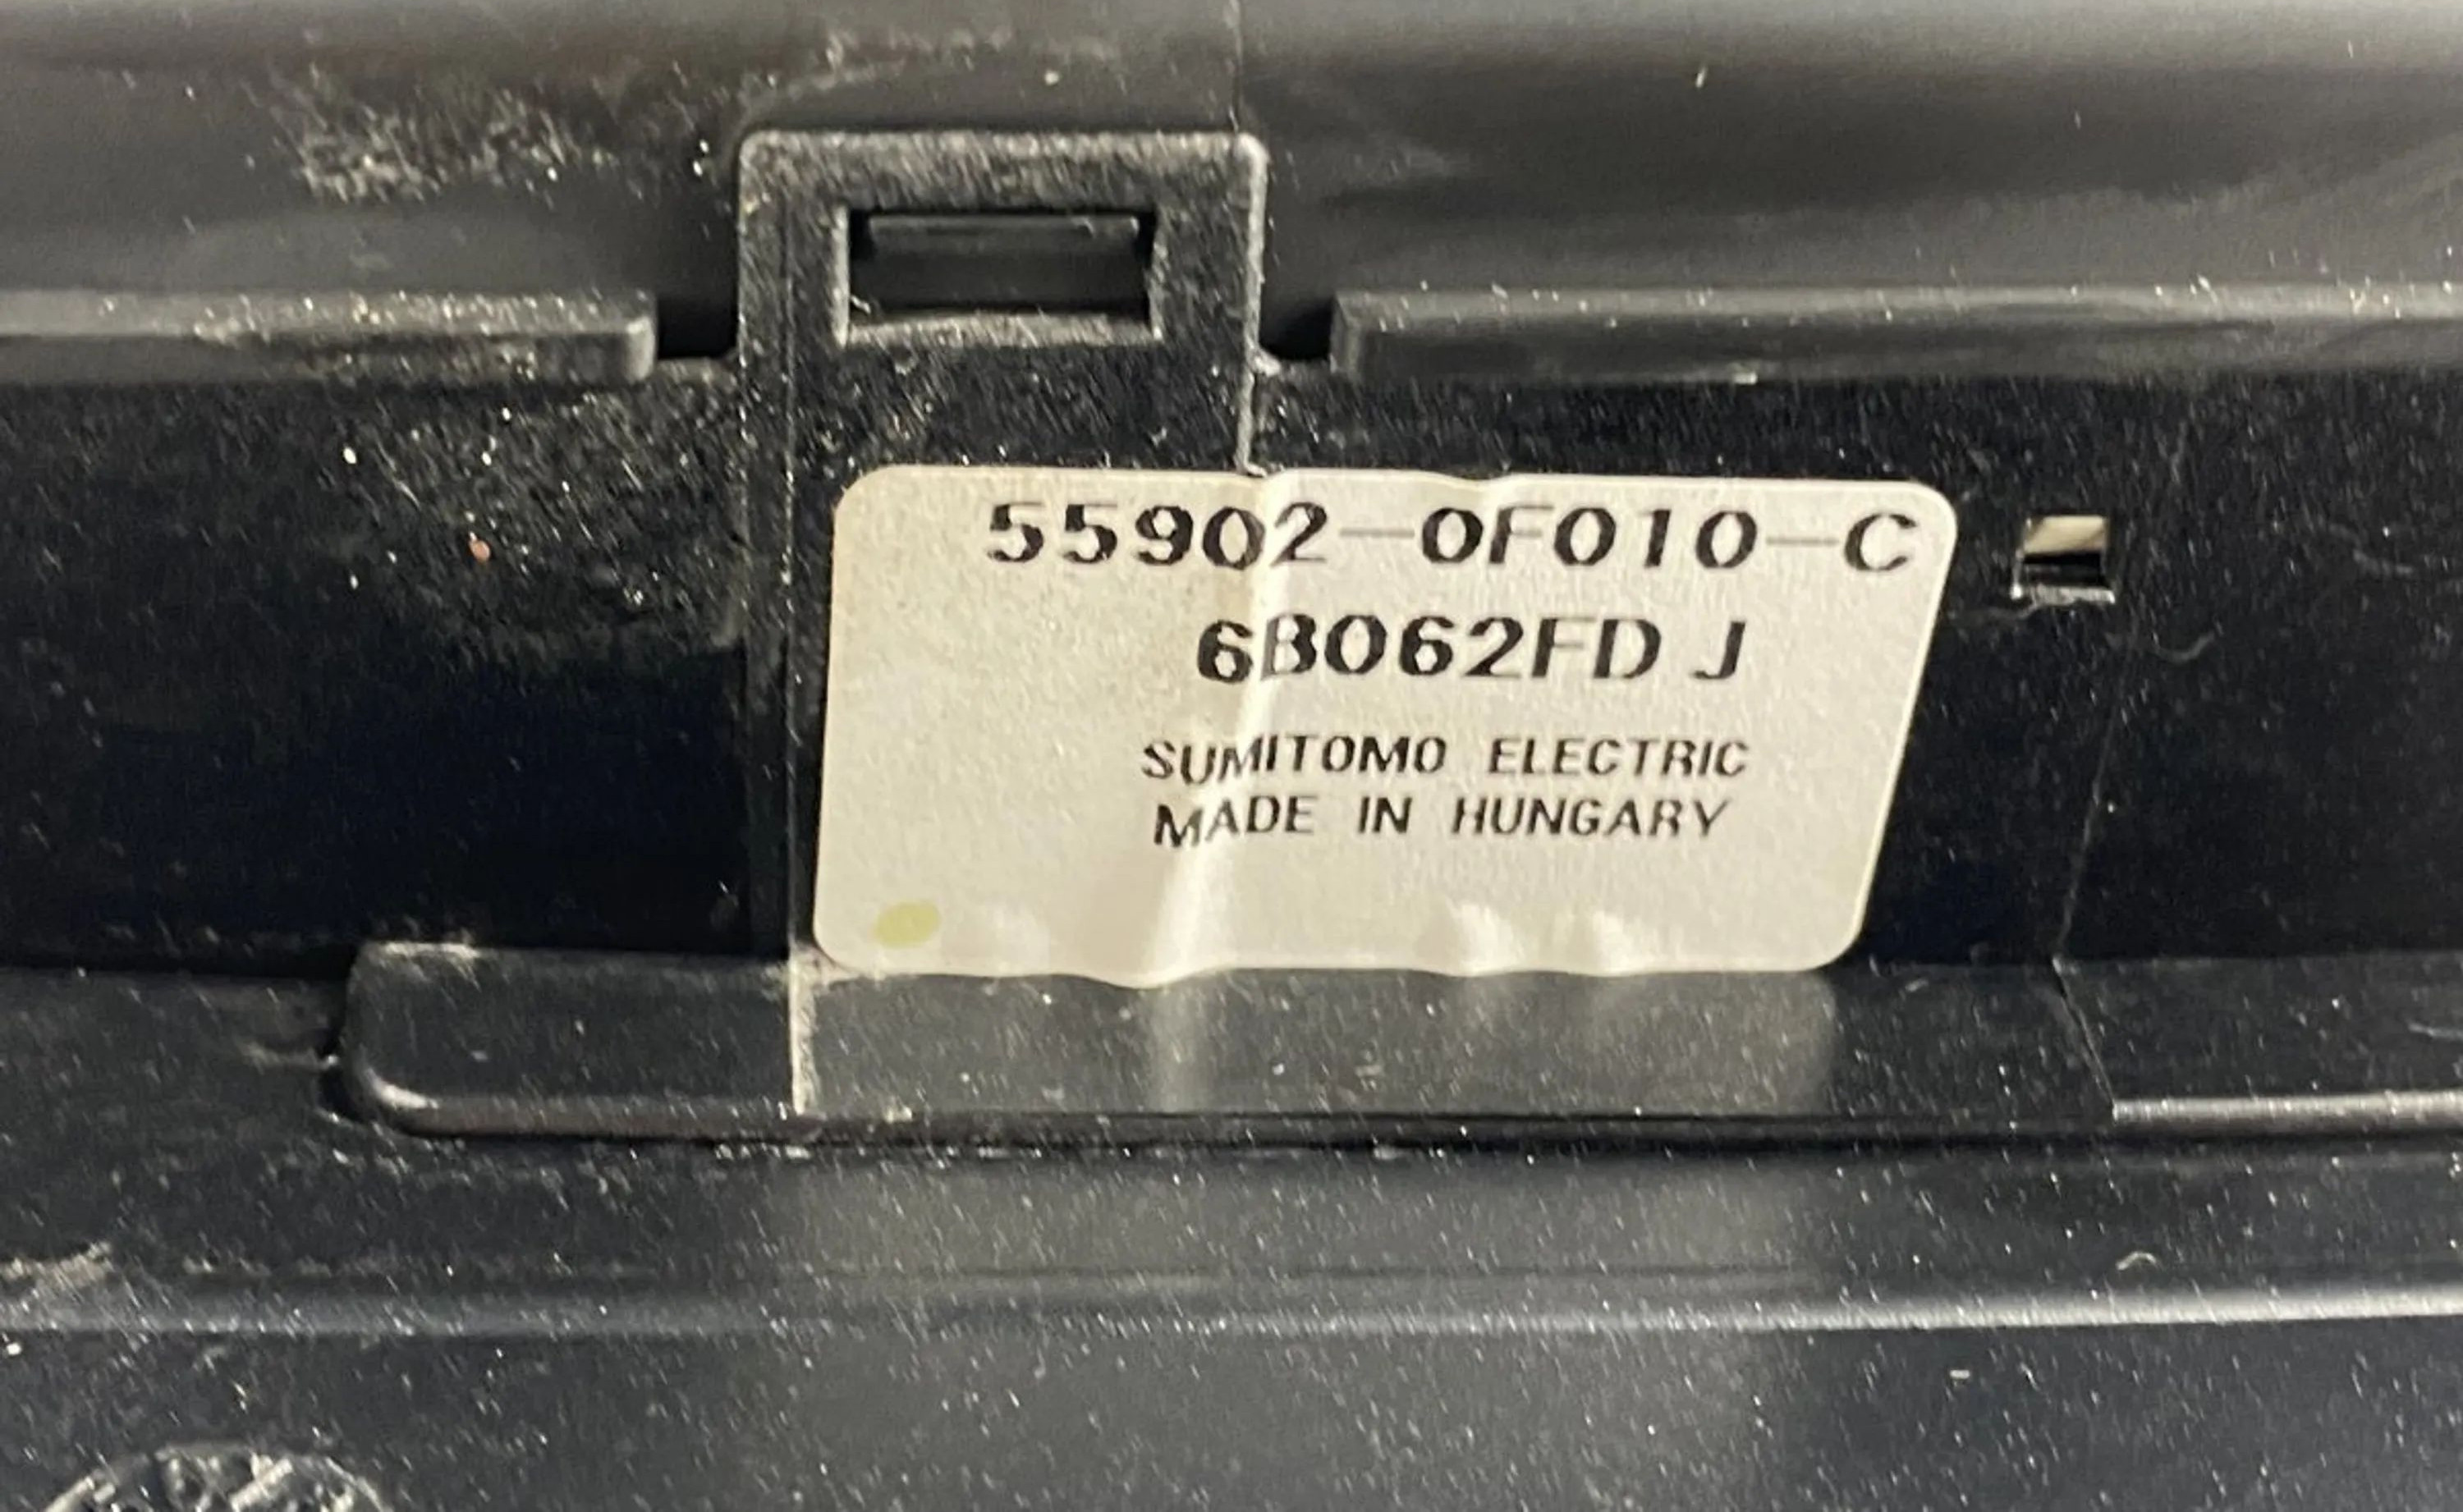 55902-0F010-C
6B062FD J
SUMITOMO ELECTRIC
MADE IN HUNGARY